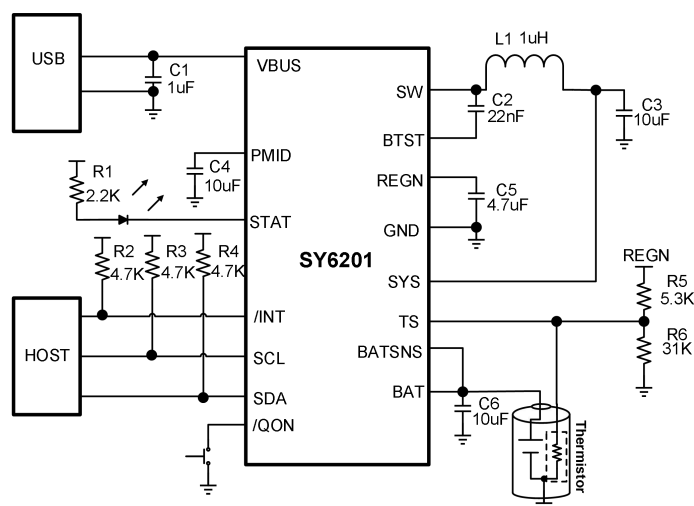 USB
C1
1uF
VBUS
PMID
C4
10uF
R1
2.2K
STAT
R2
4.7K
R3
4.7K
R4
4.7K
SY6201
HOST
/INT
SCL
SDA
/QON
L1 1uH
SW
C2
22nF
BTST
C3
10uF
REGN
C5
4.7uF
GND
SYS
REGN
R5
5.3K
TS
R6
31K
BATSNS
BAT
C6
10uF
Thermistor